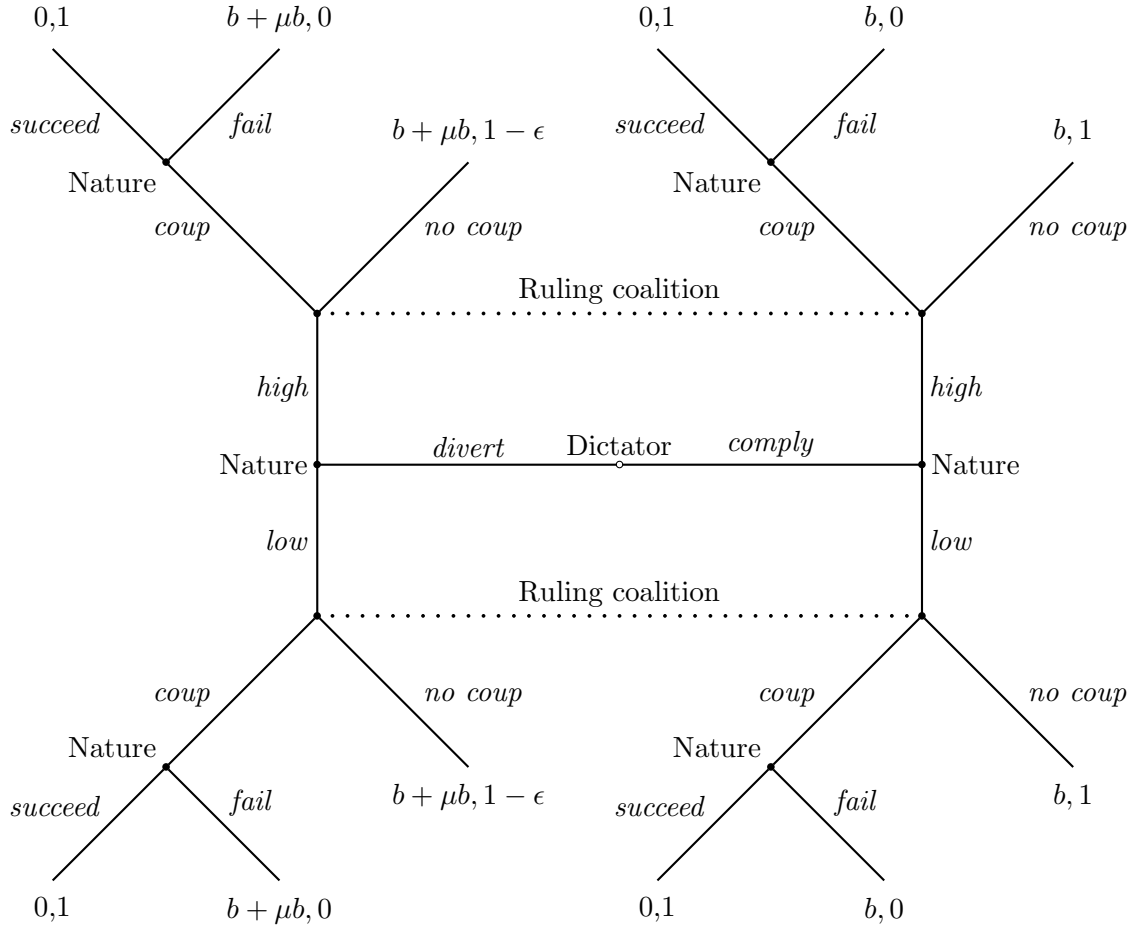 0,1
b + μb, 0
0,1
b, 0
succeed
fail
b + μb, 1 − ϵ
succeed
fail
b, 1
Nature
Nature
coup
no coup
coup
no coup
Ruling coalition
high
high
divert
Dictator
comply
Nature
Nature
low
low
Ruling coalition
coup
no coup
coup
no coup
Nature
Nature
succeed
fail
b + μb, 1 − ϵ
succeed
fail
b, 1
0,1
b + μb, 0
0,1
b, 0